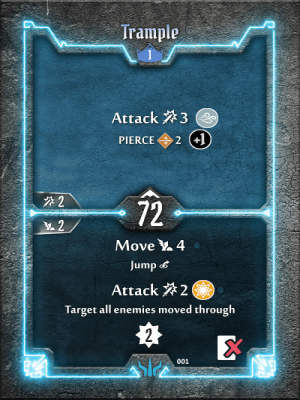 Trample
1
Attack 3
PIERCE 2 +1
2
72
2
Move 4
Jump
Attack 2
Target all enemies moved through
2
001